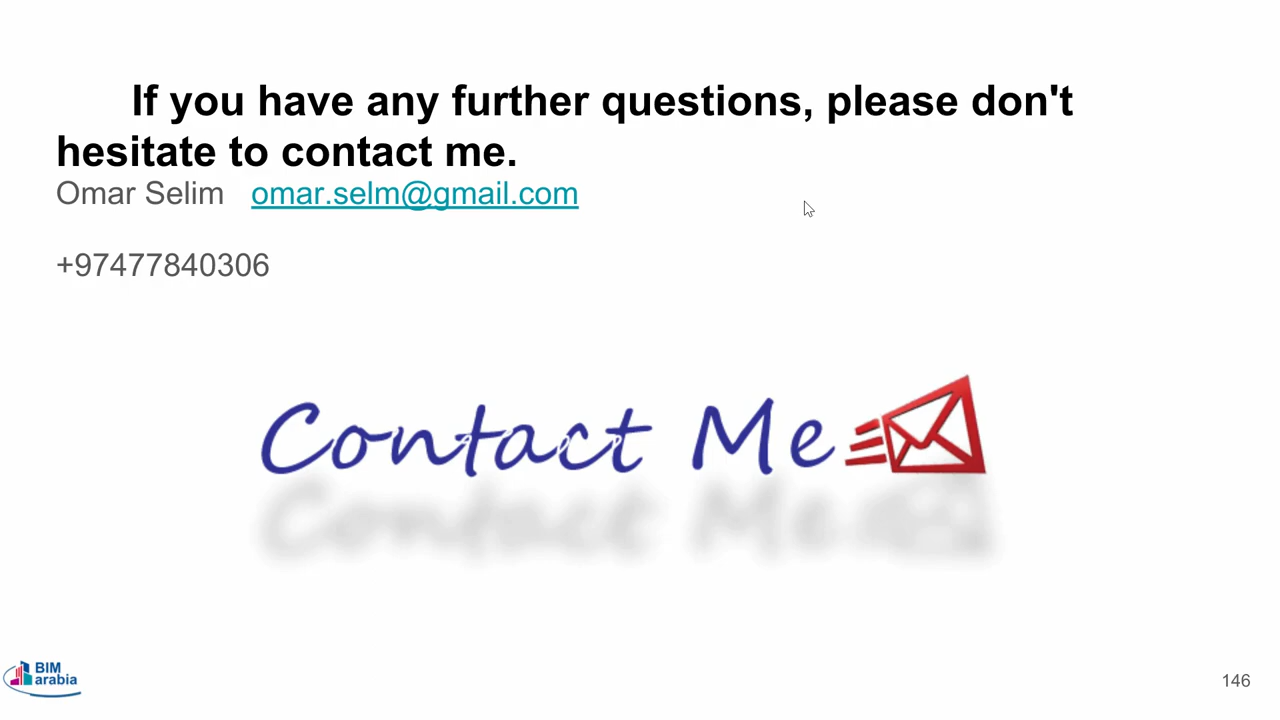 If you have any further questions, please don't
hesitate to contact me.
Omar Selim omar.selm@gmail.com
+97477840306
Contact Me
BIM
arabia
146